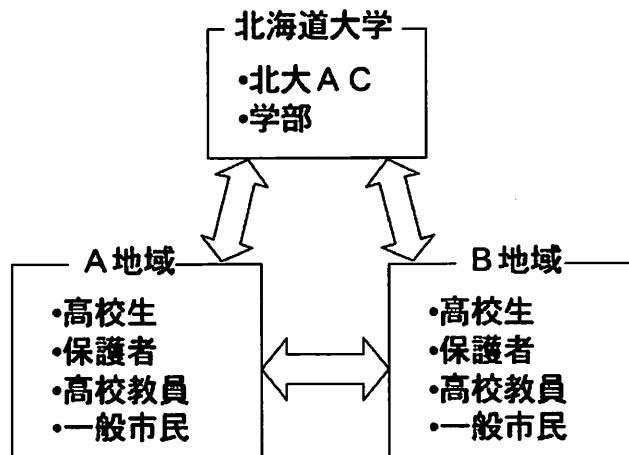 北海道大学
•北大ＡＣ
•学部
Ａ地域
•高校生
•保護者
•高校教員
•一般市民
Ｂ地域
•高校生
•保護者
•高校教員
•一般市民